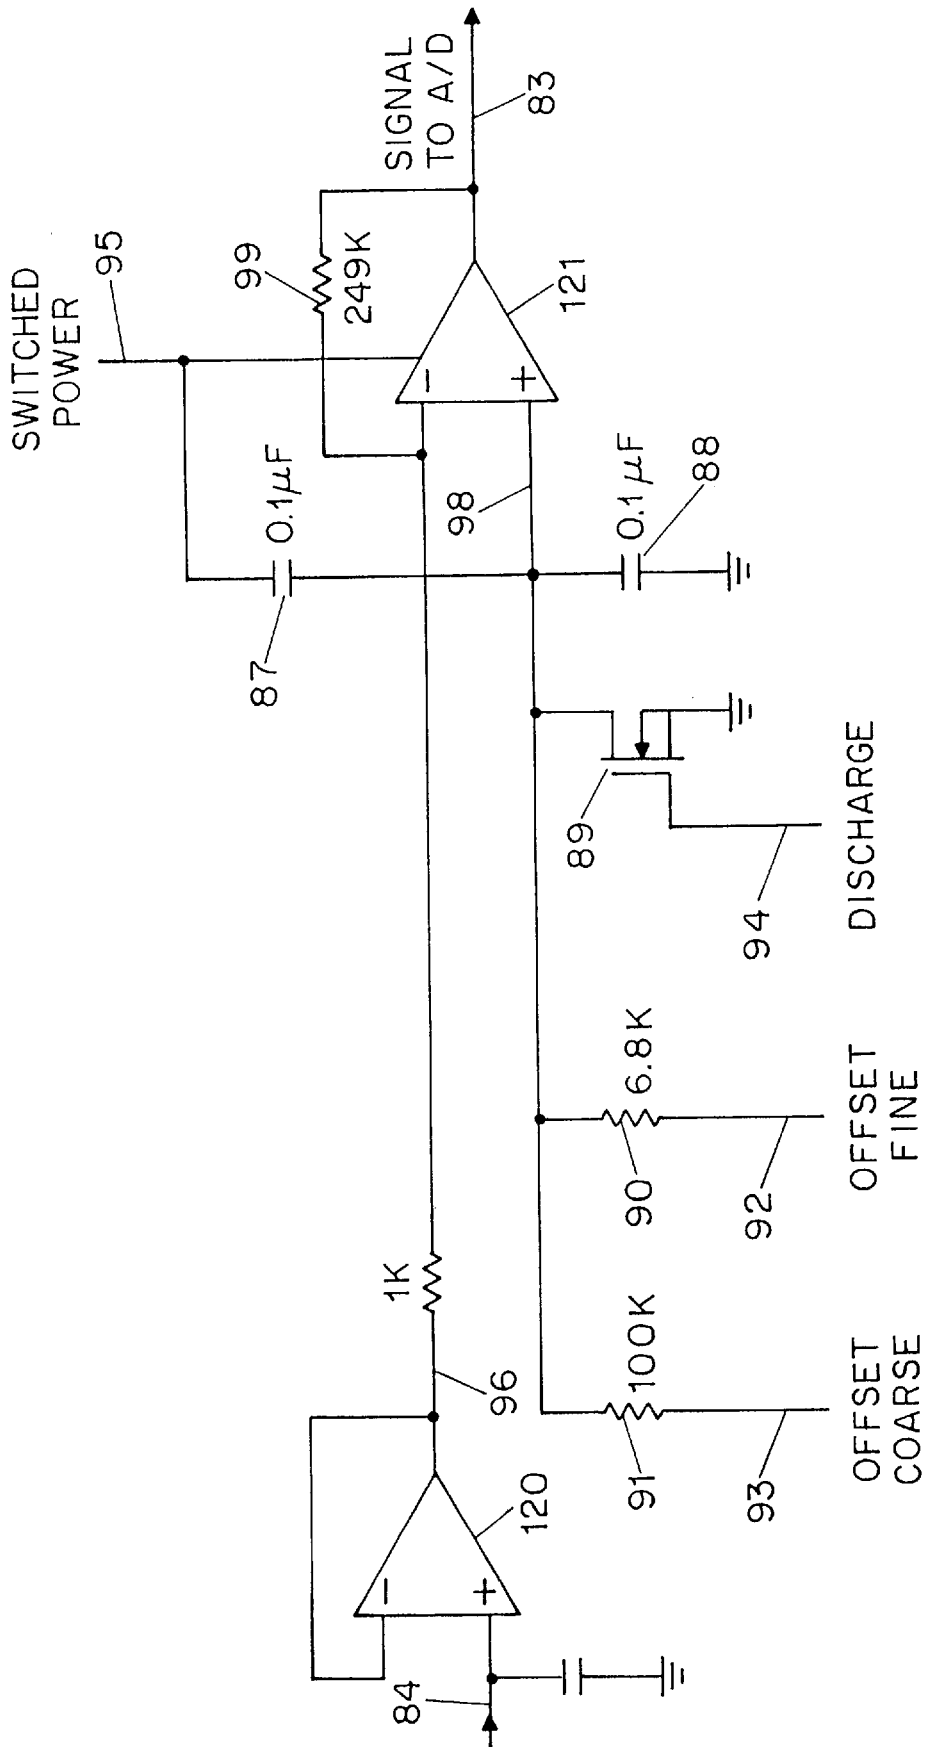 SWITCHED
POWER
95
SIGNAL
TO A/D
83
99
249K
121
−
+
0.1μF
87
98
0.1μF
88
89
94
DISCHARGE
1K
96
6.8K
90
92
OFFSET
FINE
100K
91
93
OFFSET
COARSE
120
−
+
84